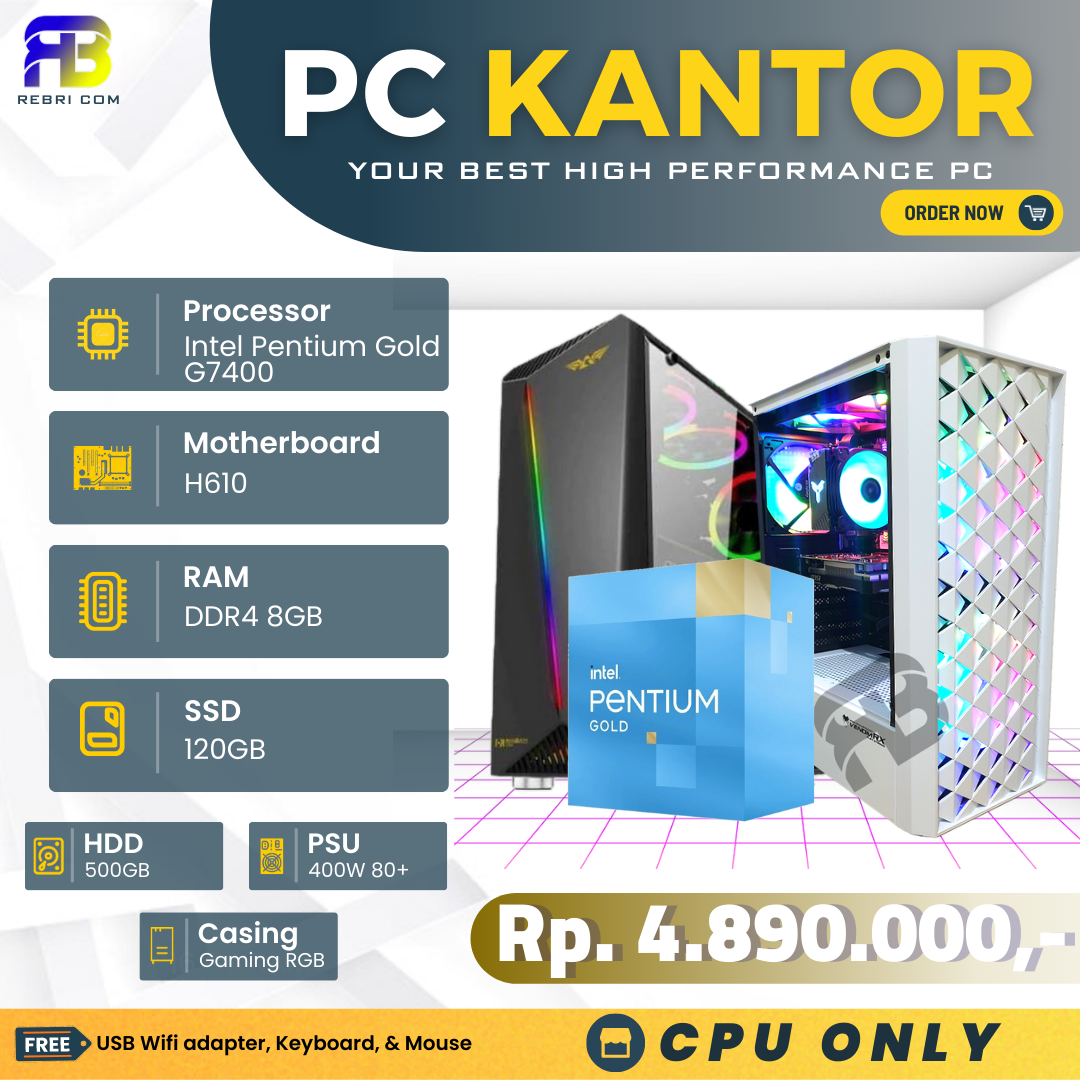 REBRI COM
PC KANTOR
YOUR BEST HIGH PERFORMANCE PC
ORDER NOW
Processor
Intel Pentium Gold
G7400
Motherboard
H610
RAM
DDR4 8GB
SSD
120GB
HDD
500GB
PSU
400W 80+
Casing
Gaming RGB
intel.
PENTIUM
GOLD
VENOMRX
Rp. 4.890.000,-
FREE
USB Wifi adapter, Keyboard, & Mouse
CPU ONLY